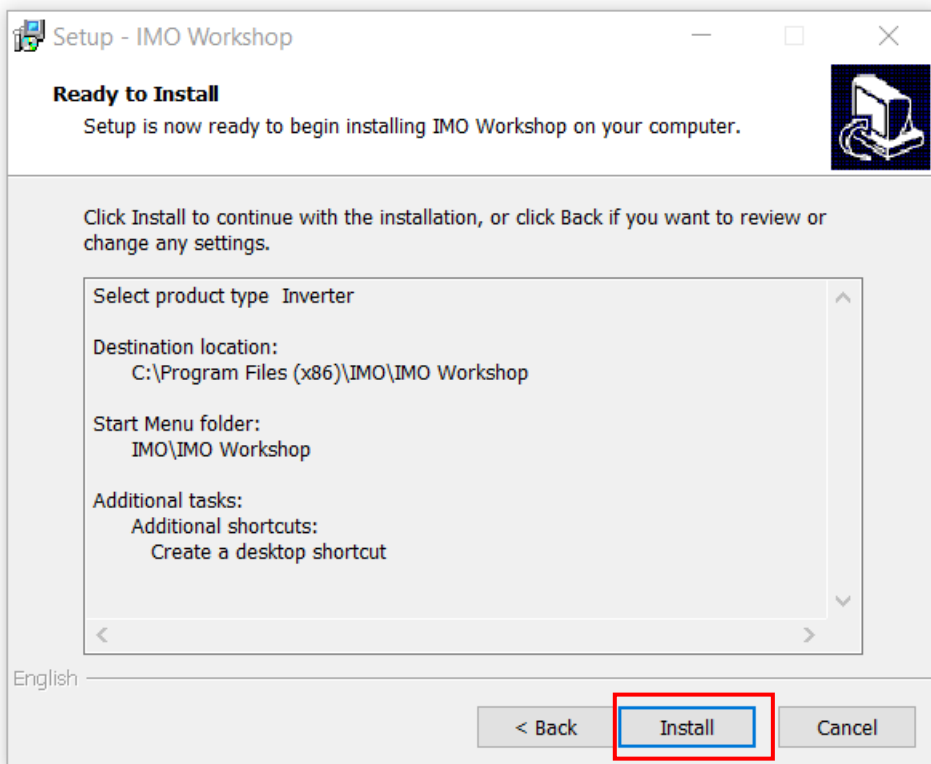 Setup - IMO Workshop
Ready to Install
Setup is now ready to begin installing IMO Workshop on your computer.
Click Install to continue with the installation, or click Back if you want to review or
change any settings.
Select product type  Inverter
Destination location:
C:\Program Files (x86)\IMO\IMO Workshop
Start Menu folder:
IMO\IMO Workshop
Additional tasks:
Additional shortcuts:
Create a desktop shortcut
English
< Back
Install
Cancel